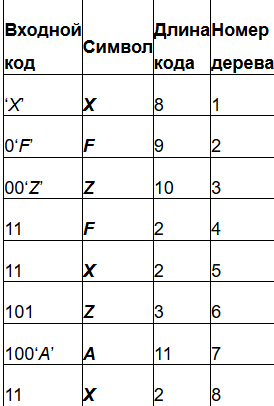 Входной код Символ Длина кода Номер дерева
‘X’ X 8 1
0‘F’ F 9 2
00‘Z’ Z 10 3
11 F 2 4
11 X 2 5
101 Z 3 6
100‘A’ A 11 7
11 X 2 8